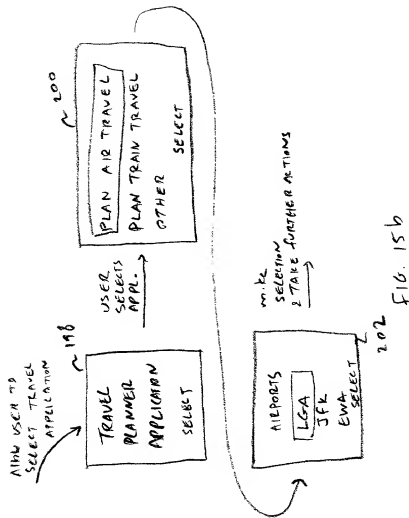 Allow USER TO
SELECT TRAVEL
APPLICATION
198
TRAVEL
PLANNER
APPLICATION
SELECT
USER
SELECTS
APPL.
200
PLAN AIR TRAVEL
PLAN TRAIN TRAVEL
OTHER
SELECT
AIRPORTS
LGA
JFK
EWA
SELECT
202
make
SELECTION
& TAKE FURTHER ACTIONS
FIG. 15b